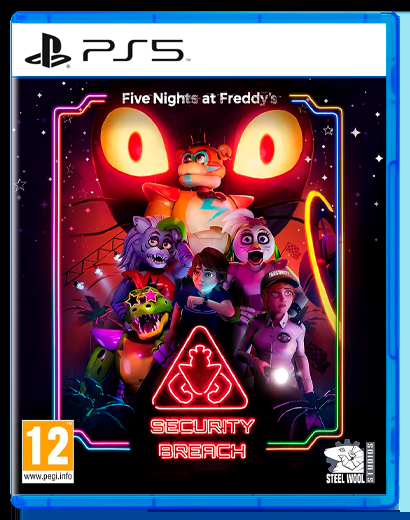 PS5
Five Nights at Freddy's
SECURITY
BREACH
12
www.pegi.info
STEEL WOOL
STUDIOS